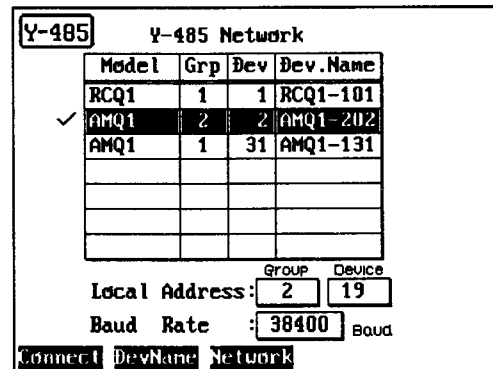 Y-485
Y-485 Network
Model Grp Dev Dev.Name
RCQ1 1 1 RCQ1-101
AMQ1 2 2 AMQ1-202
AMQ1 1 31 AMQ1-131
Group Device
Local Address: 2 19
Baud Rate : 38400 Baud
Connect DevName Network